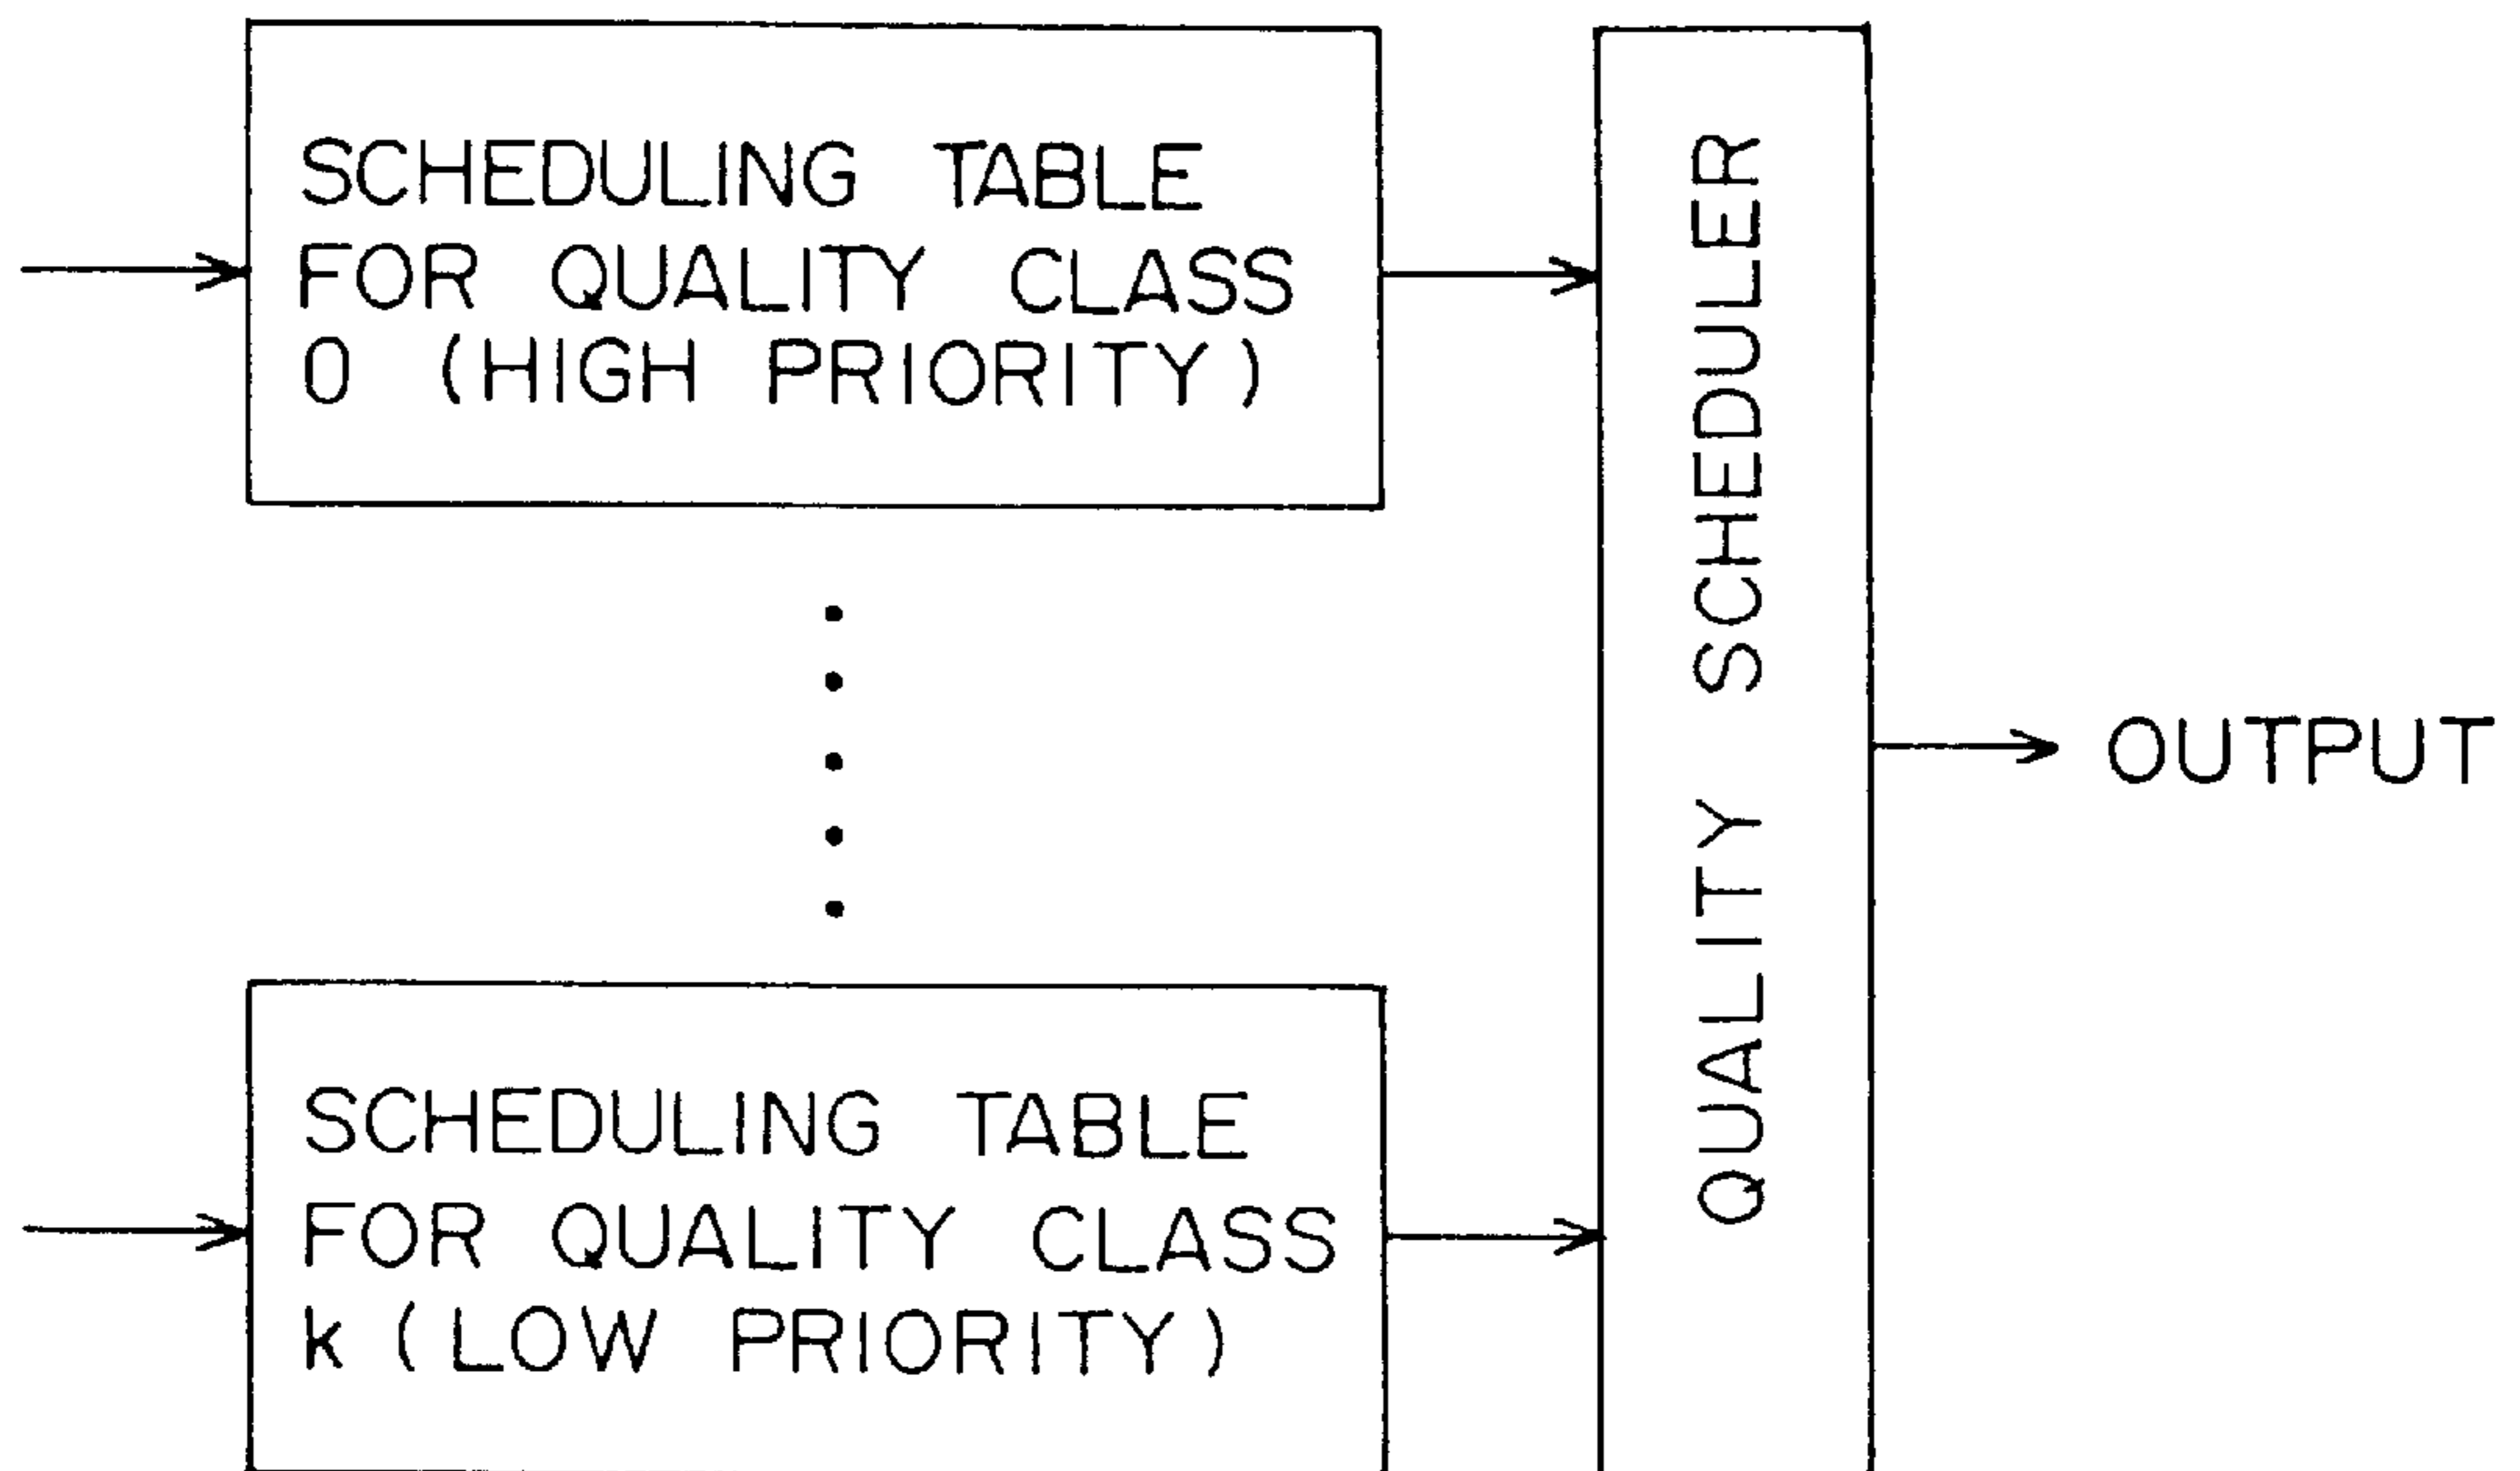 SCHEDULING TABLE
FOR QUALITY CLASS
0 (HIGH PRIORITY)
SCHEDULING TABLE
FOR QUALITY CLASS
k (LOW PRIORITY)
QUALITY SCHEDULER
OUTPUT